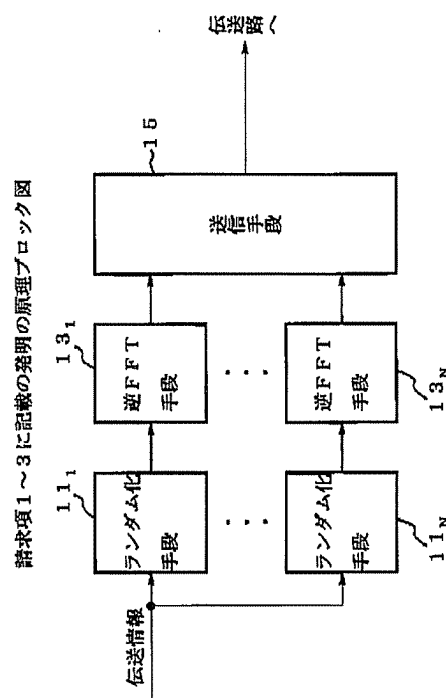 請求項1〜3に記載の発明の原理ブロック図
伝送情報
11₁
ランダム化
手段
13₁
逆FFT
手段
15
送信手段
伝送路へ
・・・
・・・
ランダム化
手段
11N
逆FFT
手段
13N